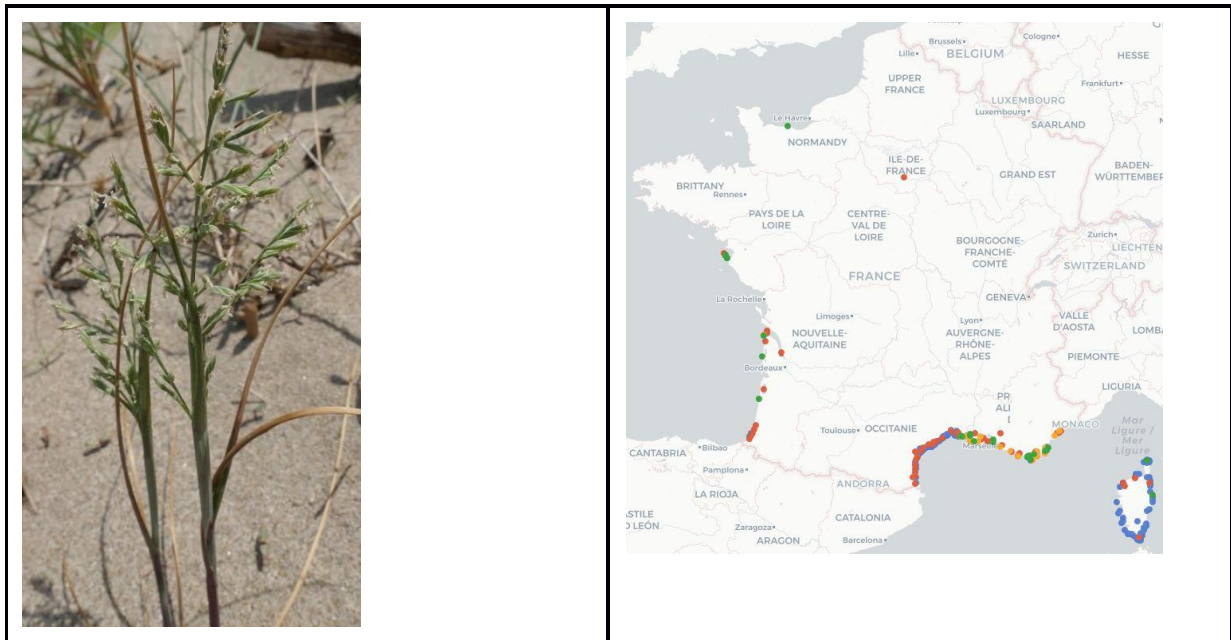 Brussels
Cologne
BELGIUM
Lille
HESSE
UPPER
FRANCE
Frankfurt
LUXEMBOURG
Luxembourg
SAARLAND
Le Havre
NORMANDY
ILE-DE-
FRANCE
GRAND EST
BADEN-
BRITTANY
Rennes
PAYS DE LA
LOIRE
CENTRE-
VAL DE
LOIRE
BOURGOGNE-
FRANCHE-
COMTÉ
Zurich
LIECHTEN
SWITZERLAND
FRANCE
La Rochelle
GENEVA
Limoges
Lyon
VALLE
D'AOSTA
LOMBA
NOUVELLE-
AQUITAINE
AUVERGNE-
RHÔNE-
ALPES
PIEMONTE
Bordeaux
LIGURIA
PR
ALI
MONACO
Toulouse
OCCITANIE
Mar
Ligure /
Mer
Ligure
Marseille
CANTABRIA
Bilbao
Pamplona
ANDORRA
LA RIOJA
CATALONIA
Zaragoza
ARAGON
Barcelona